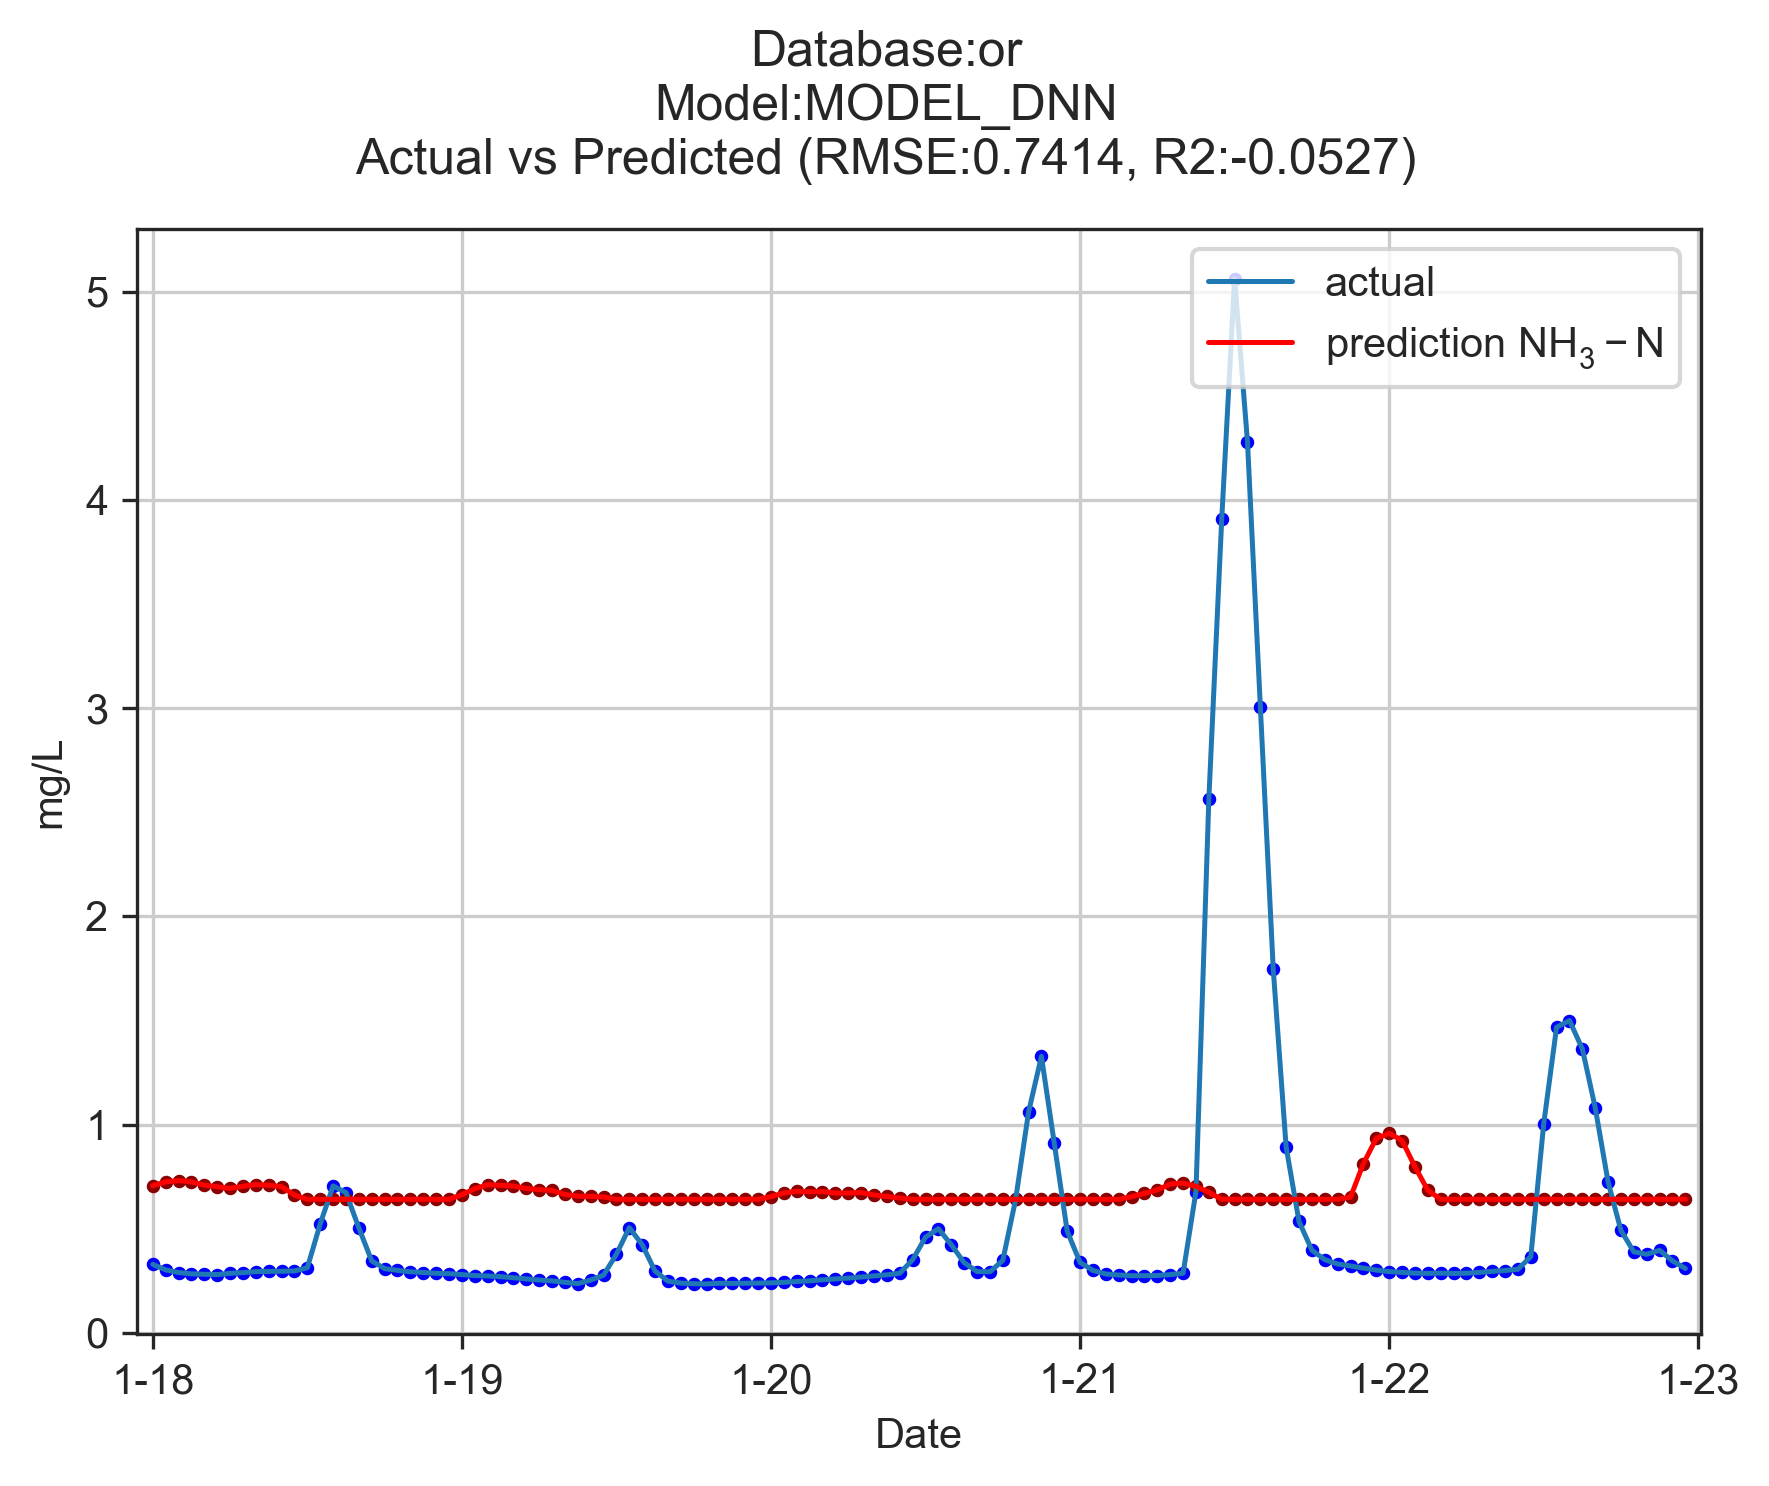 Database:or
Model:MODEL_DNN
Actual vs Predicted (RMSE:0.7414, R2:-0.0527)
actual
prediction NH₃ − N
5
4
3
2
1
0
mg/L
1-18 1-19 1-20 1-21 1-22 1-23
Date